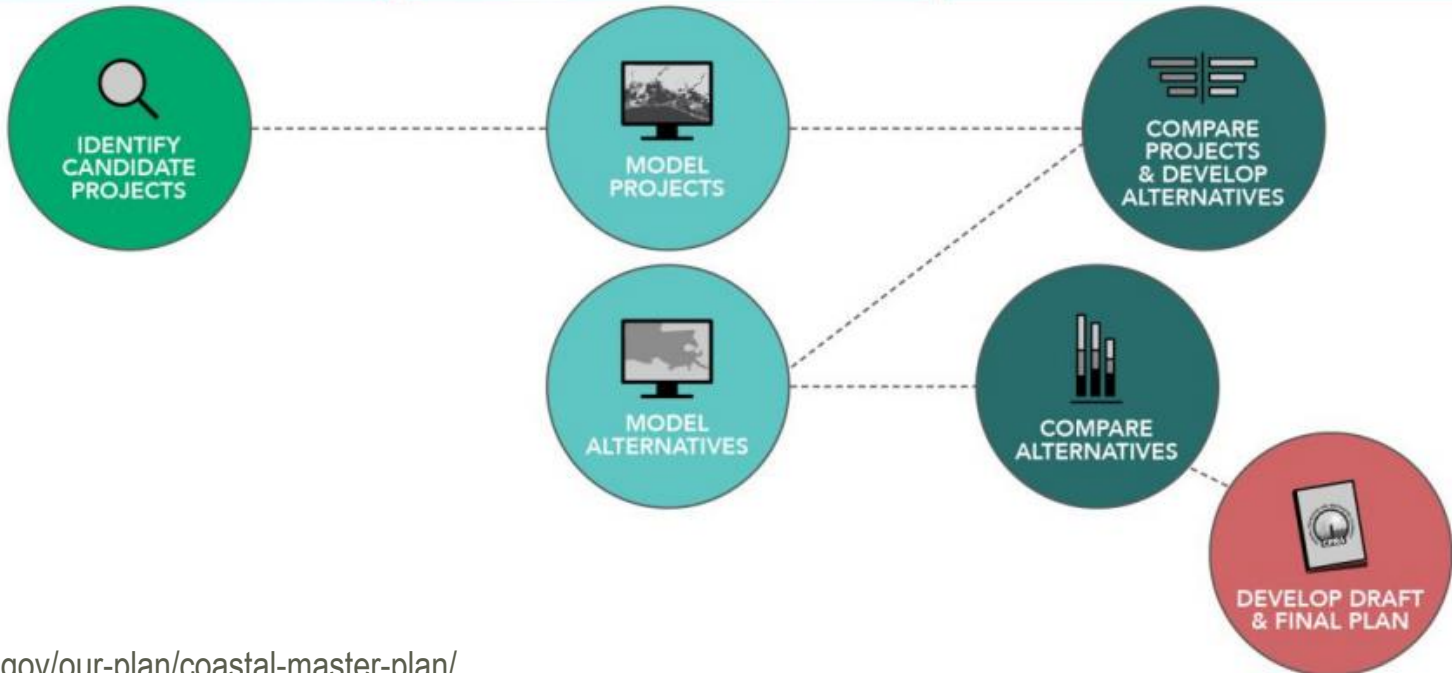 IDENTIFY
CANDIDATE
PROJECTS
MODEL
PROJECTS
COMPARE
PROJECTS
& DEVELOP
ALTERNATIVES
MODEL
ALTERNATIVES
COMPARE
ALTERNATIVES
DEVELOP DRAFT
& FINAL PLAN
gov/our-plan/coastal-master-plan/